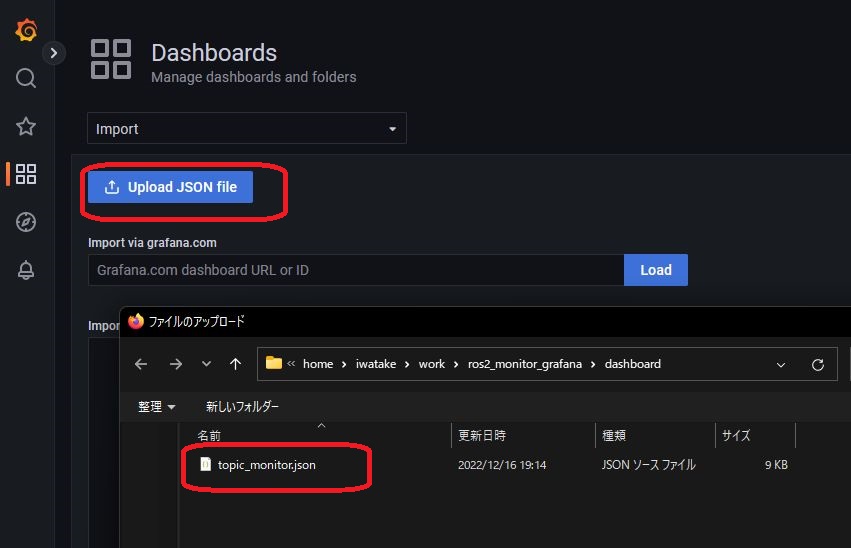 Dashboards
Manage dashboards and folders
Import
Upload JSON file
Import via grafana.com
Grafana.com dashboard URL or ID Load
Impor
ファイルのアップロード
« home › iwatake › work › ros2_monitor_grafana › dashboard
整理 新しいフォルダー
名前 更新日時 種類 サイズ
topic_monitor.json 2022/12/16 19:14 JSON ソース ファイル 9 KB